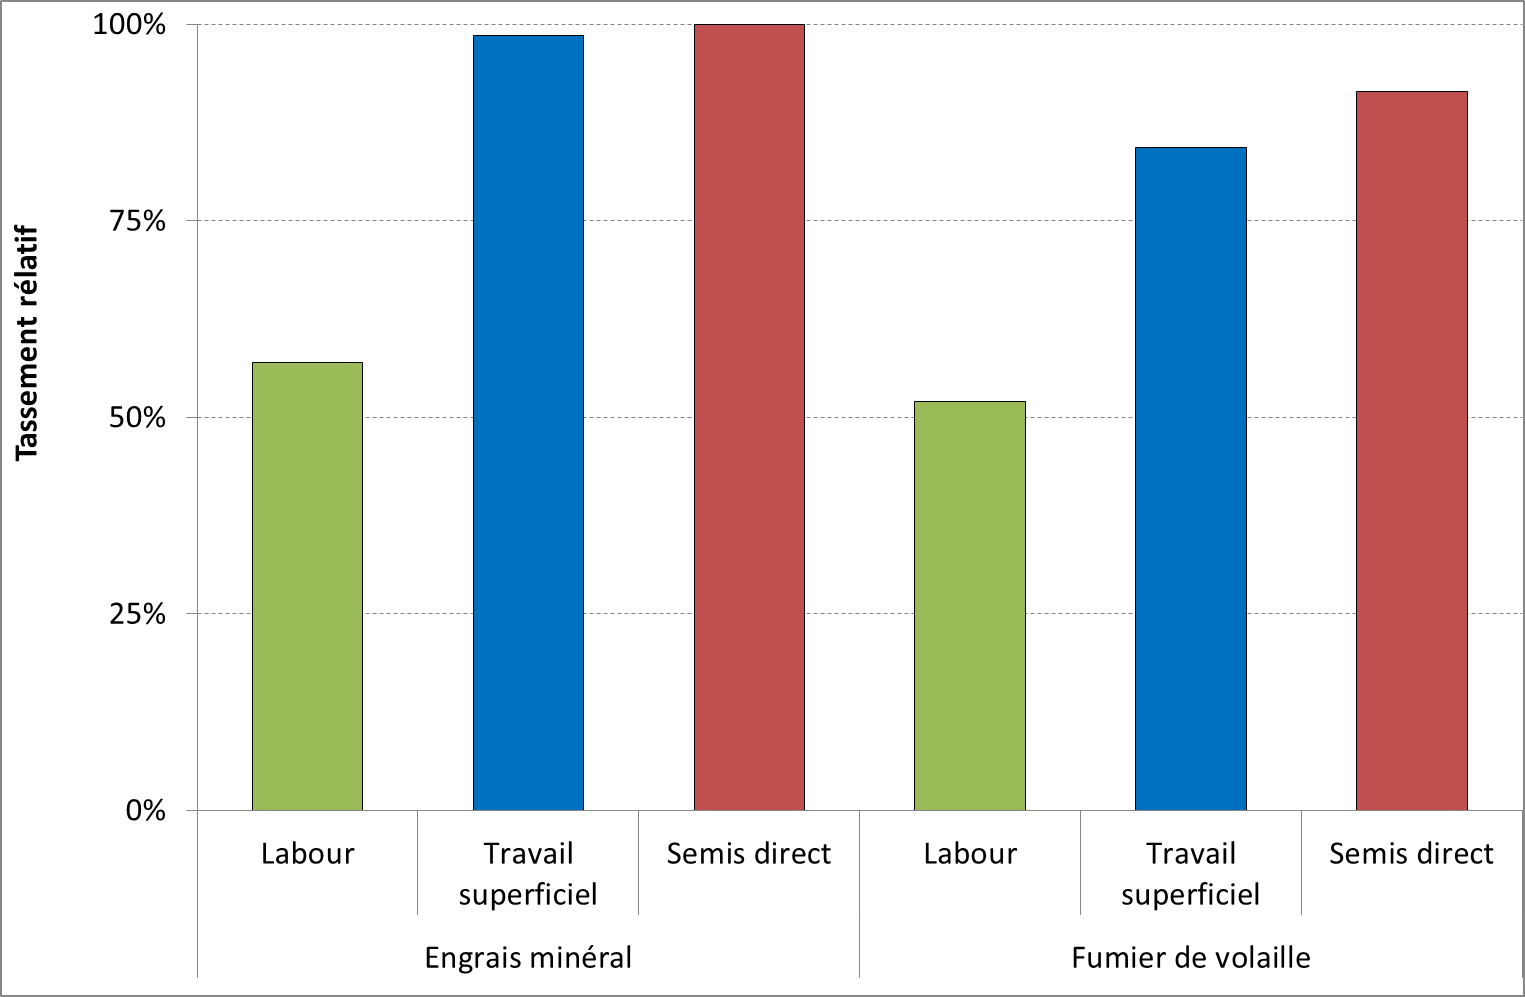 100%
75%
50%
25%
0%
Tassement rélatif
Labour
Travail
superficiel
Semis direct
Labour
Travail
superficiel
Semis direct
Engrais minéral
Fumier de volaille